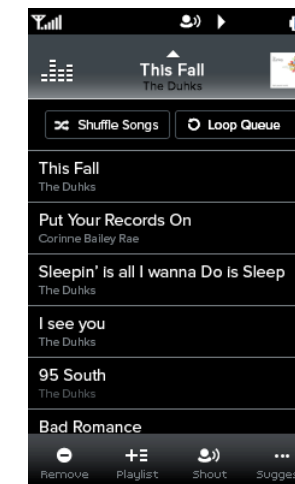 This Fall
The Duhks
Shuffle Songs Loop Queue
This Fall
The Duhks
Put Your Records On
Corinne Bailey Rae
Sleepin' is all I wanna Do is Sleep
The Duhks
I see you
The Duhks
95 South
The Duhks
Bad Romance
Remove Playlist Shout Sugges